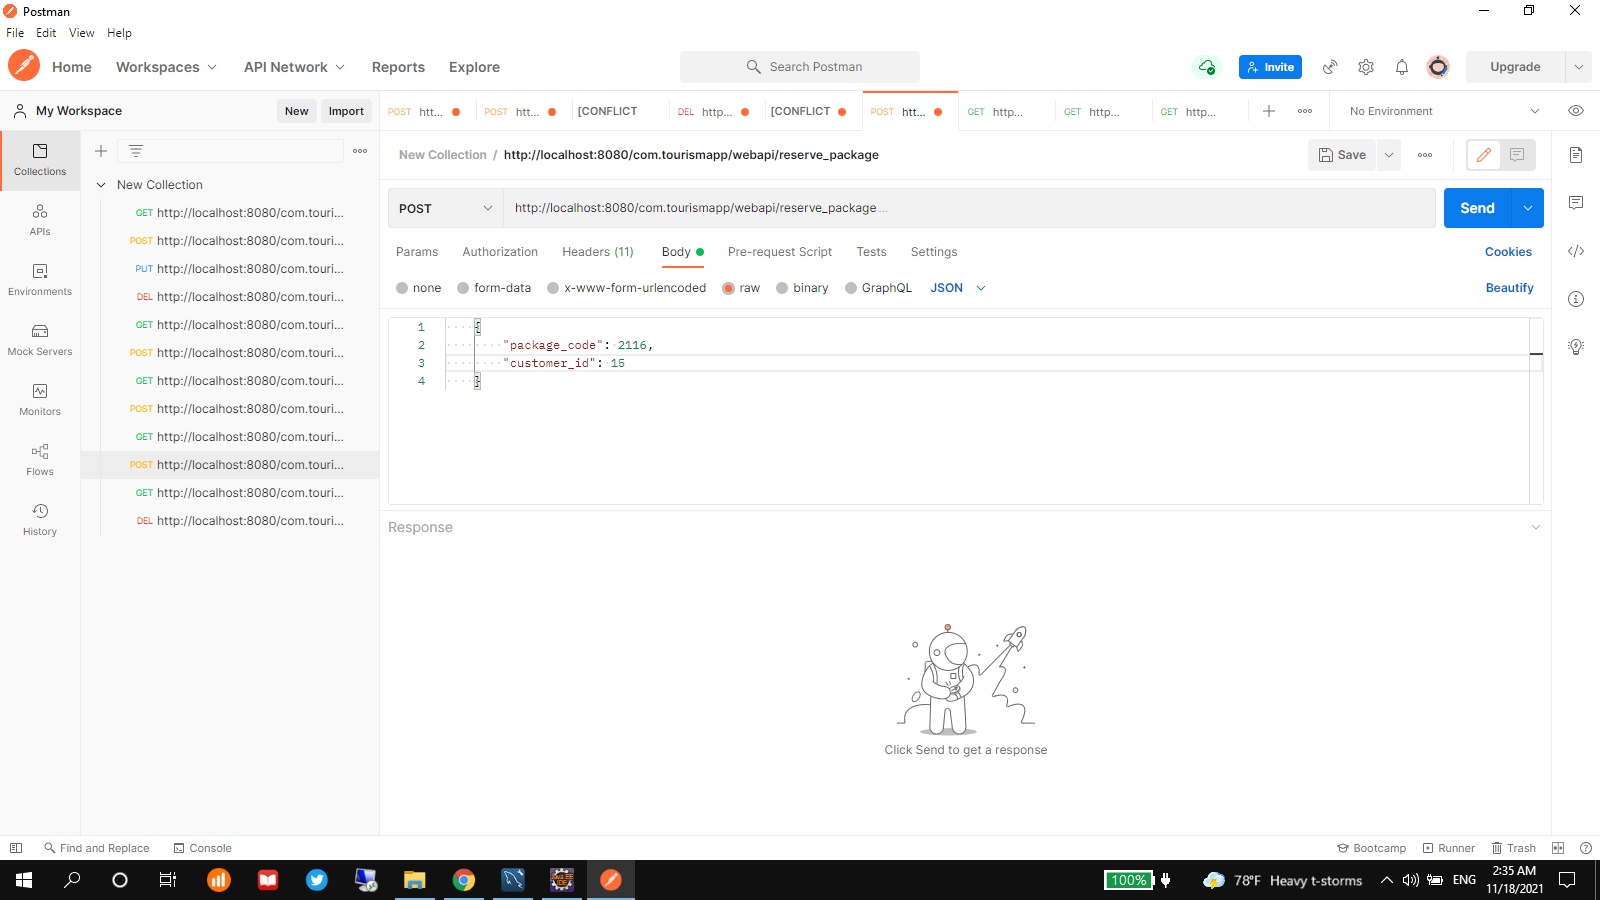 Postman
File Edit View Help
Home Workspaces API Network Reports Explore Search Postman Invite Upgrade
My Workspace New Import
POST htt... POST htt... [CONFLICT DEL http... [CONFLICT POST htt... GET http... GET http... GET http... No Environment
Collections
APIs
Environments
Mock Servers
Monitors
Flows
History
New Collection
GET http://localhost:8080/com.touri...
POST http://localhost:8080/com.touri...
PUT http://localhost:8080/com.touri...
DEL http://localhost:8080/com.touri...
GET http://localhost:8080/com.touri...
POST http://localhost:8080/com.touri...
GET http://localhost:8080/com.touri...
POST http://localhost:8080/com.touri...
GET http://localhost:8080/com.touri...
POST http://localhost:8080/com.touri...
GET http://localhost:8080/com.touri...
DEL http://localhost:8080/com.touri...
New Collection / http://localhost:8080/com.tourismapp/webapi/reserve_package Save
POST http://localhost:8080/com.tourismapp/webapi/reserve_package ... Send
Params Authorization Headers (11) Body Pre-request Script Tests Settings Cookies
none form-data x-www-form-urlencoded raw binary GraphQL JSON Beautify
1 {
2 "package_code": 2116,
3 "customer_id": 15
4 }
Response
Click Send to get a response
Find and Replace Console Bootcamp Runner Trash
100% 78°F Heavy t-storms ENG 2:35 AM
11/18/2021